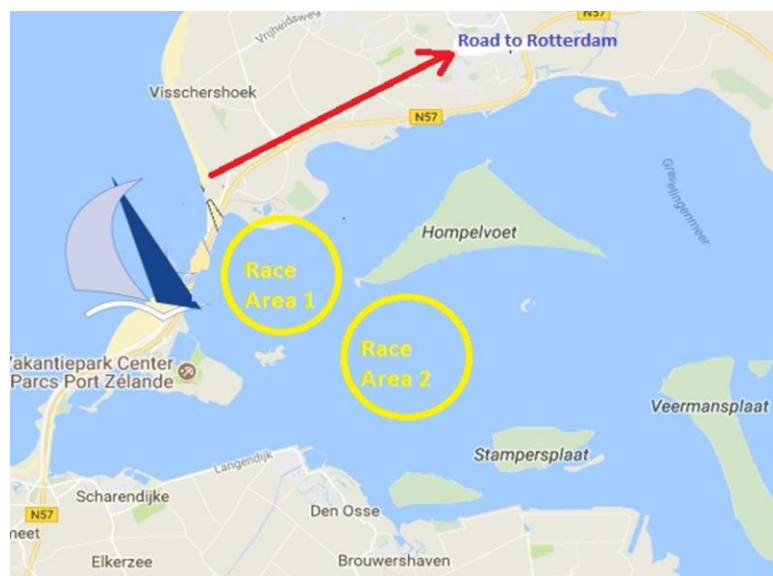 N57
Road to Rotterdam
Vrijheidsweg
Visschershoek
N57
Grevelingenmeer
Hompelvoet
Race
Area 1
Race
Area 2
Vakantiepark Center
Parcs Port Zélande
Veermansplaat
Stampersplaat
Langendijk
Scharendijke
Den Osse
N57
meet
Elkerzee
Brouwershaven